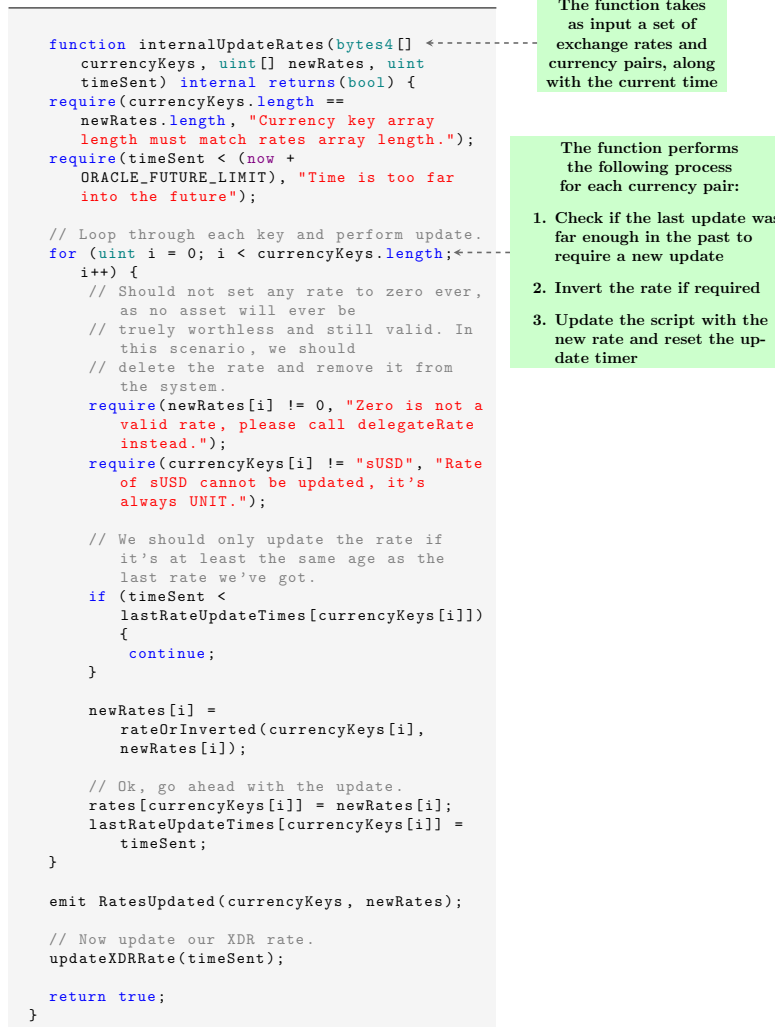 function internalUpdateRates(bytes4[]
currencyKeys, uint[] newRates, uint
timeSent) internal returns(bool) {
require(currencyKeys.length ==
newRates.length, "Currency key array
length must match rates array length.");
require(timeSent < (now +
ORACLE_FUTURE_LIMIT), "Time is too far
into the future");
// Loop through each key and perform update.
for (uint i = 0; i < currencyKeys.length;
i++) {
// Should not set any rate to zero ever,
as no asset will ever be
// truely worthless and still valid. In
this scenario, we should
// delete the rate and remove it from
the system.
require(newRates[i] != 0, "Zero is not a
valid rate, please call delegateRate
instead.");
require(currencyKeys[i] != "sUSD", "Rate
of sUSD cannot be updated, it's
always UNIT.");
// We should only update the rate if
it's at least the same age as the
last rate we've got.
if (timeSent <
lastRateUpdateTimes[currencyKeys[i]])
{
continue;
}
newRates[i] =
rateOrInverted(currencyKeys[i],
newRates[i]);
// Ok, go ahead with the update.
rates[currencyKeys[i]] = newRates[i];
lastRateUpdateTimes[currencyKeys[i]] =
timeSent;
}
emit RatesUpdated(currencyKeys, newRates);
// Now update our XDR rate.
updateXDRRate(timeSent);
return true;
}
The function takes
as input a set of
exchange rates and
currency pairs, along
with the current time
The function performs
the following process
for each currency pair:
1. Check if the last update was
far enough in the past to
require a new update
2. Invert the rate if required
3. Update the script with the
new rate and reset the up-
date timer